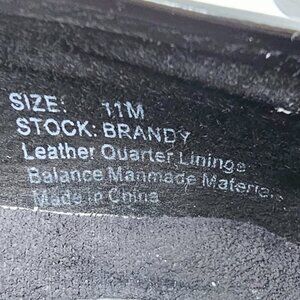 SIZE: 11M
STOCK: BRANDY
Leather Quarter Linings
Balance Manmade Materials
Made in China